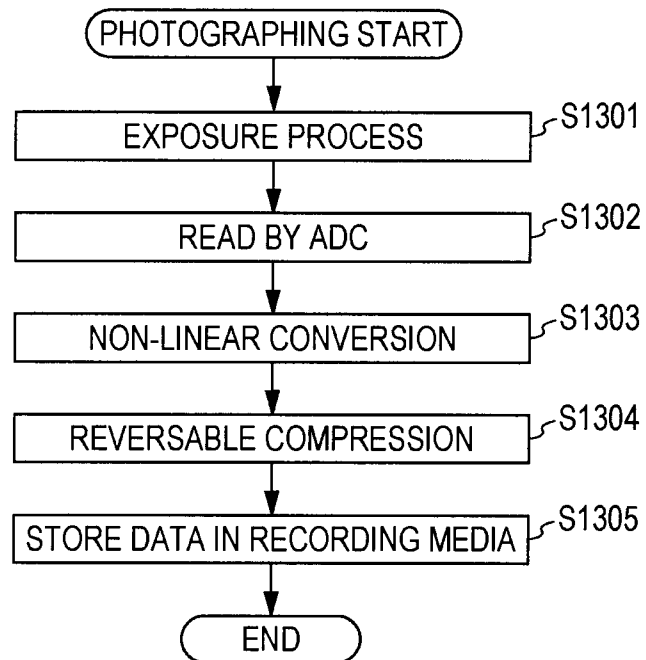 PHOTOGRAPHING START
EXPOSURE PROCESS S1301
READ BY ADC S1302
NON-LINEAR CONVERSION S1303
REVERSABLE COMPRESSION S1304
STORE DATA IN RECORDING MEDIA S1305
END